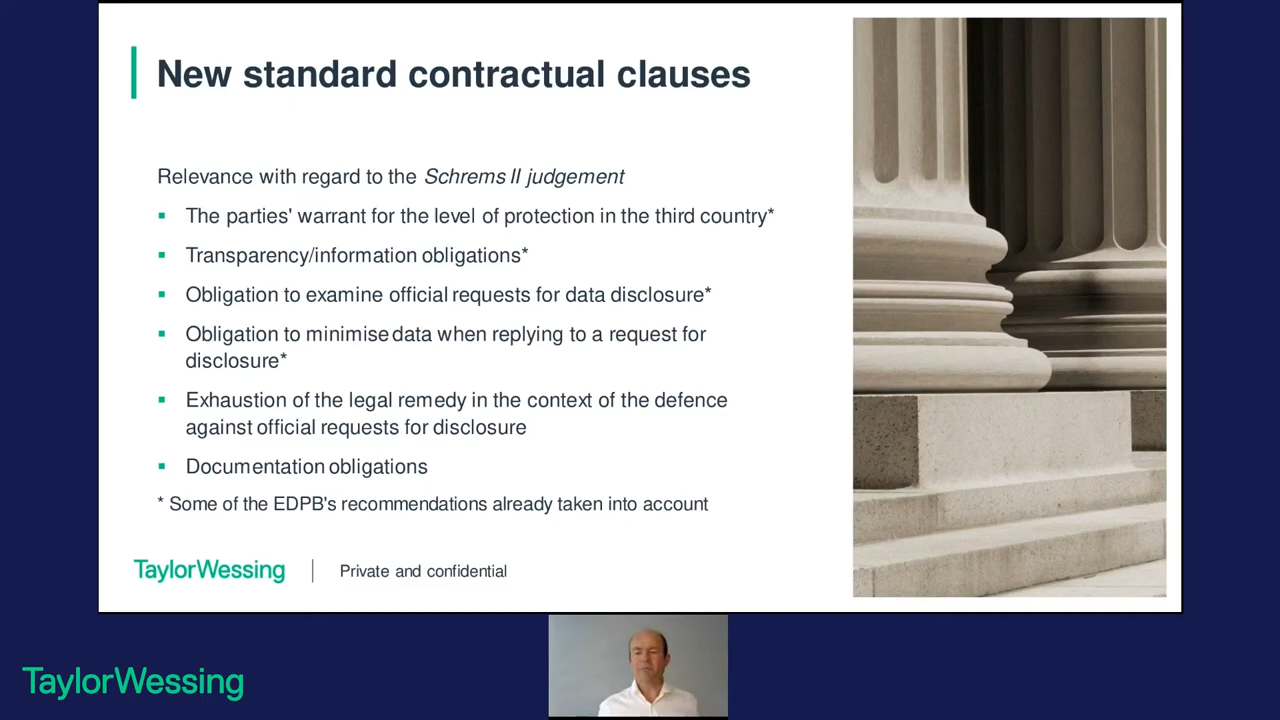 New standard contractual clauses
Relevance with regard to the Schrems II judgement
▪ The parties' warrant for the level of protection in the third country*
▪ Transparency/information obligations*
▪ Obligation to examine official requests for data disclosure*
▪ Obligation to minimise data when replying to a request for
disclosure*
▪ Exhaustion of the legal remedy in the context of the defence
against official requests for disclosure
▪ Documentation obligations
* Some of the EDPB's recommendations already taken into account
TaylorWessing | Private and confidential
TaylorWessing